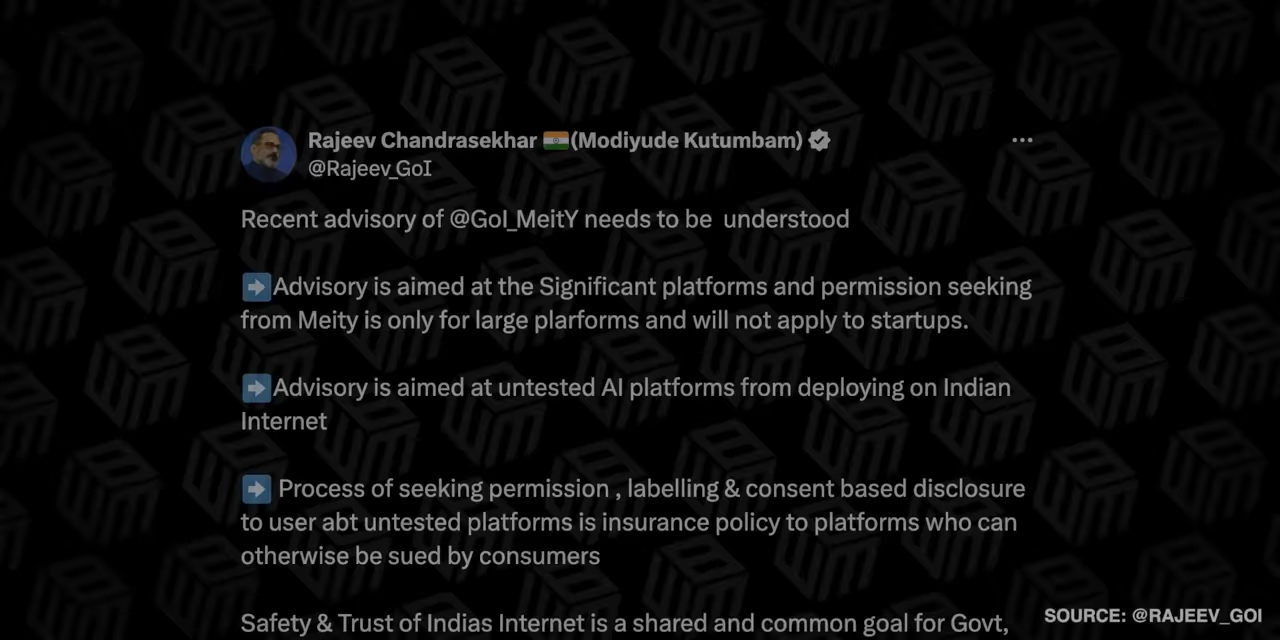 Rajeev Chandrasekhar 🇮🇳(Modiyude Kutumbam)
@Rajeev_GoI
Recent advisory of @GoI_MeitY needs to be understood
➡️Advisory is aimed at the Significant platforms and permission seeking
from Meity is only for large plarforms and will not apply to startups.
➡️Advisory is aimed at untested AI platforms from deploying on Indian
Internet
➡️ Process of seeking permission , labelling & consent based disclosure
to user abt untested platforms is insurance policy to platforms who can
otherwise be sued by consumers
Safety & Trust of Indias Internet is a shared and common goal for Govt,
SOURCE: @RAJEEV_GOI